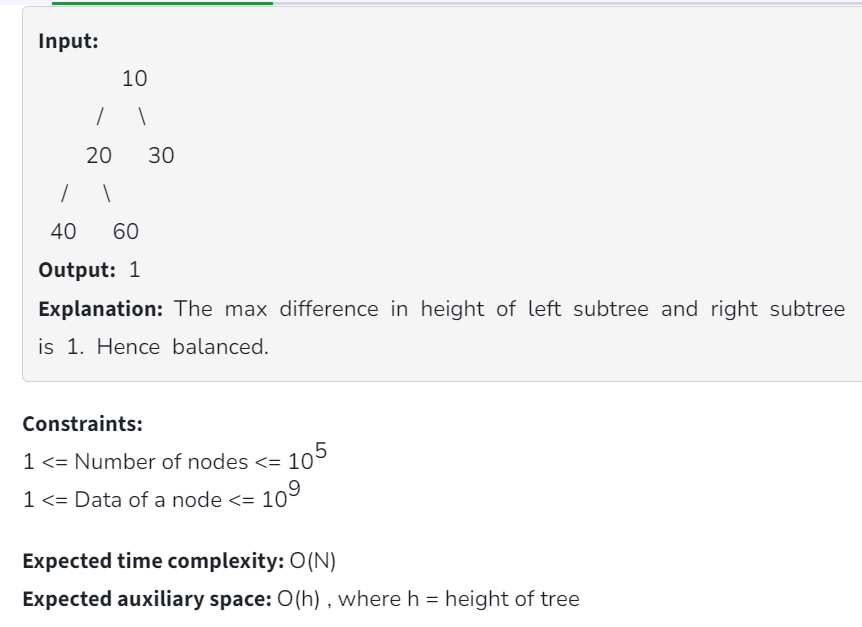 Input:
10
/ \
20 30
/ \
40 60
Output: 1
Explanation: The max difference in height of left subtree and right subtree
is 1. Hence balanced.
Constraints:
1 <= Number of nodes <= 10^5
1 <= Data of a node <= 10^9
Expected time complexity: O(N)
Expected auxiliary space: O(h) , where h = height of tree